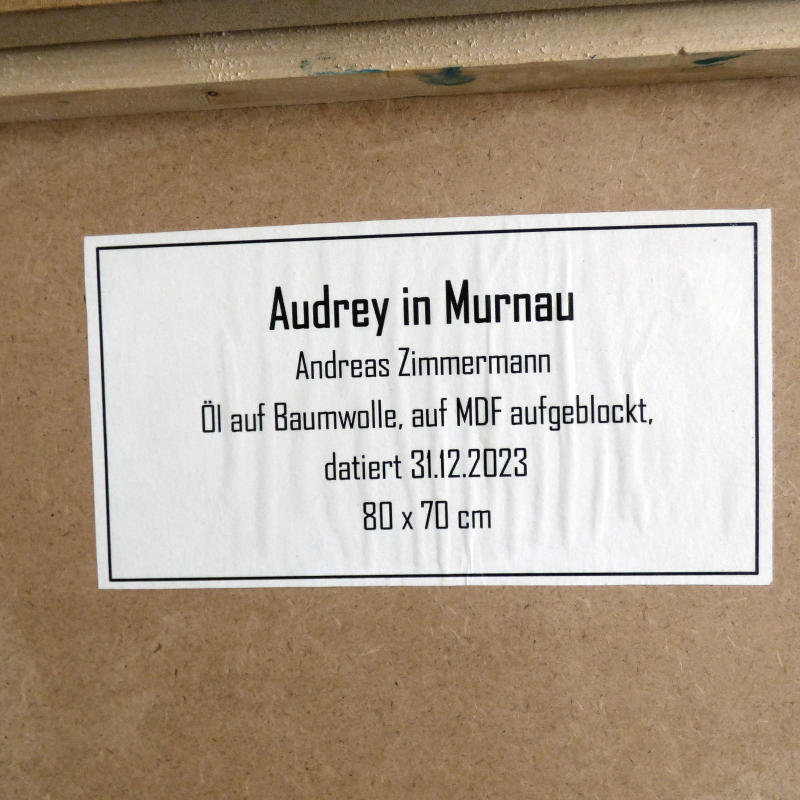 Audrey in Murnau
Andreas Zimmermann
Öl auf Baumwolle, auf MDF aufgeblockt,
datiert 31.12.2023
80 x 70 cm